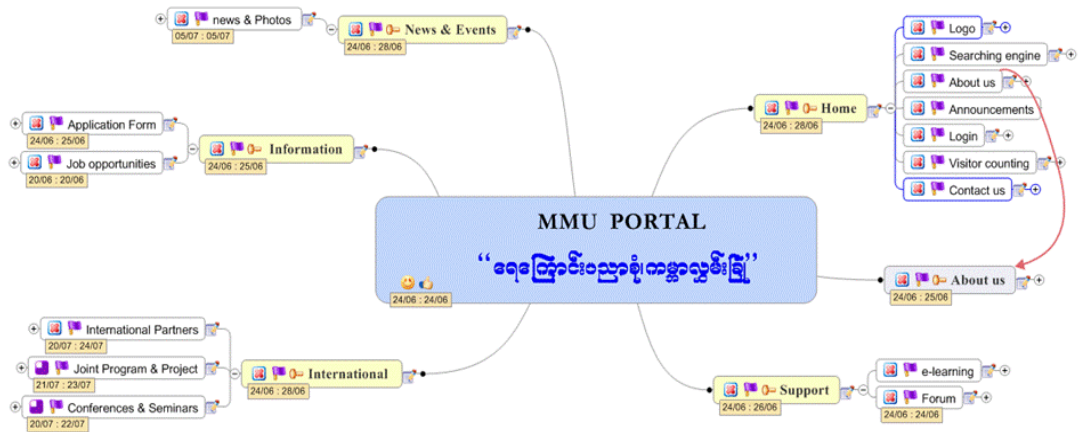 MMU PORTAL
‘‘ရေကြောင်းပညာစုံ၊ကမ္ဘာလွှမ်းခြုံ’’
24/06 : 24/06
News & Events
24/06 : 28/06
news & Photos
05/07 : 05/07
Information
24/06 : 25/06
Application Form
24/06 : 25/06
Job opportunities
20/06 : 20/06
International
24/06 : 28/06
International Partners
20/07 : 24/07
Joint Program & Project
21/07 : 23/07
Conferences & Seminars
20/07 : 22/07
Home
24/06 : 28/06
Logo
Searching engine
About us
Announcements
Login
Visitor counting
Contact us
About us
24/06 : 25/06
Support
24/06 : 26/06
e-learning
Forum
24/06 : 24/06